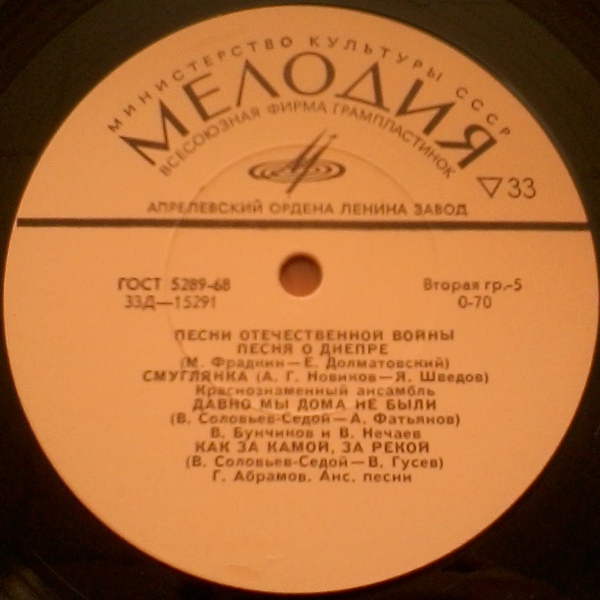 МИНИСТЕРСТВО КУЛЬТУРЫ СССР
МЕЛОДИЯ
ВСЕСОЮЗНАЯ ФИРМА ГРАМПЛАСТИНОК
▽33
АПРЕЛЕВСКИЙ ОРДЕНА ЛЕНИНА ЗАВОД
ГОСТ 5289-68 Вторая гр.-5
33Д—15291 0-70
ПЕСНИ ОТЕЧЕСТВЕННОЙ ВОЙНЫ
ПЕСНЯ О ДНЕПРЕ
(М. Фрадкин—Е. Долматовский)
СМУГЛЯНКА (А. Г. Новиков—Я. Шведов)
Краснознаменный ансамбль
ДАВНО МЫ ДОМА НЕ БЫЛИ
(В. Соловьев-Седой—А. Фатьянов)
В. Бунчиков и В. Нечаев
КАК ЗА КАМОЙ, ЗА РЕКОЙ
(В. Соловьев-Седой—В. Гусев)
Г. Абрамов. Анс. песни